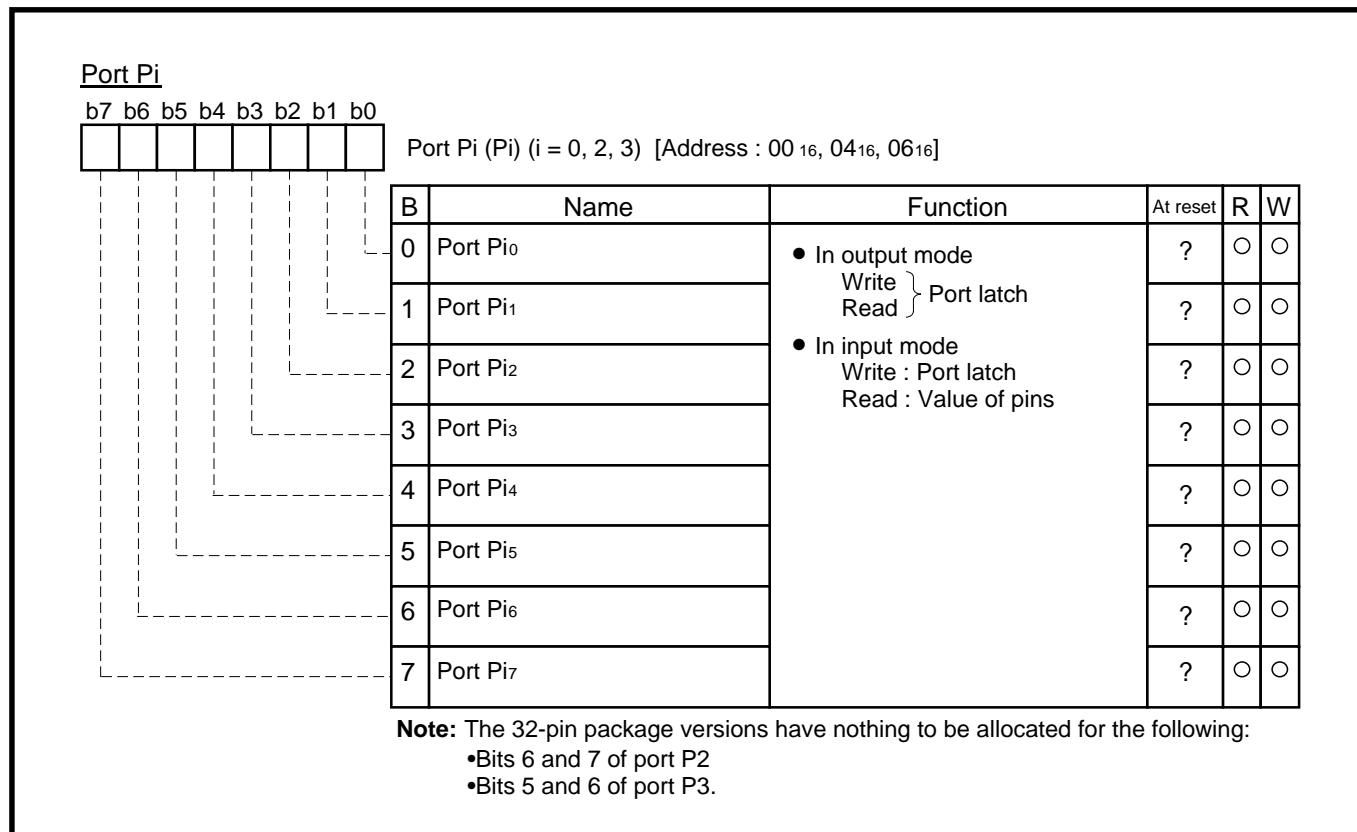 Port Pi
b7 b6 b5 b4 b3 b2 b1 b0
Port Pi (Pi) (i = 0, 2, 3) [Address : 00 16, 0416, 0616]
B Name Function At reset R W
0 Port Pi0 ? ○ ○
1 Port Pi1 ? ○ ○
2 Port Pi2 ? ○ ○
3 Port Pi3 ? ○ ○
4 Port Pi4 ? ○ ○
5 Port Pi5 ? ○ ○
6 Port Pi6 ? ○ ○
7 Port Pi7 ? ○ ○
● In output mode
Write
Read
Port latch
● In input mode
Write : Port latch
Read : Value of pins
Note: The 32-pin package versions have nothing to be allocated for the following:
•Bits 6 and 7 of port P2
•Bits 5 and 6 of port P3.